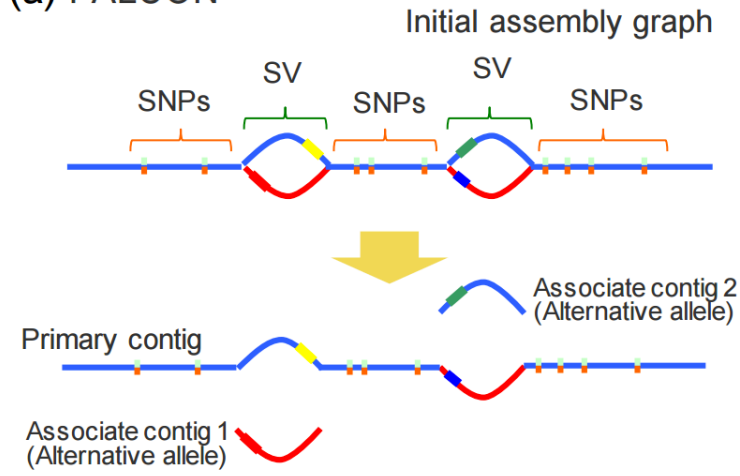 (a) FALCON
Initial assembly graph
SV
SV
SNPs
SNPs
SNPs
Associate contig 2
(Alternative allele)
Primary contig
Associate contig 1
(Alternative allele)